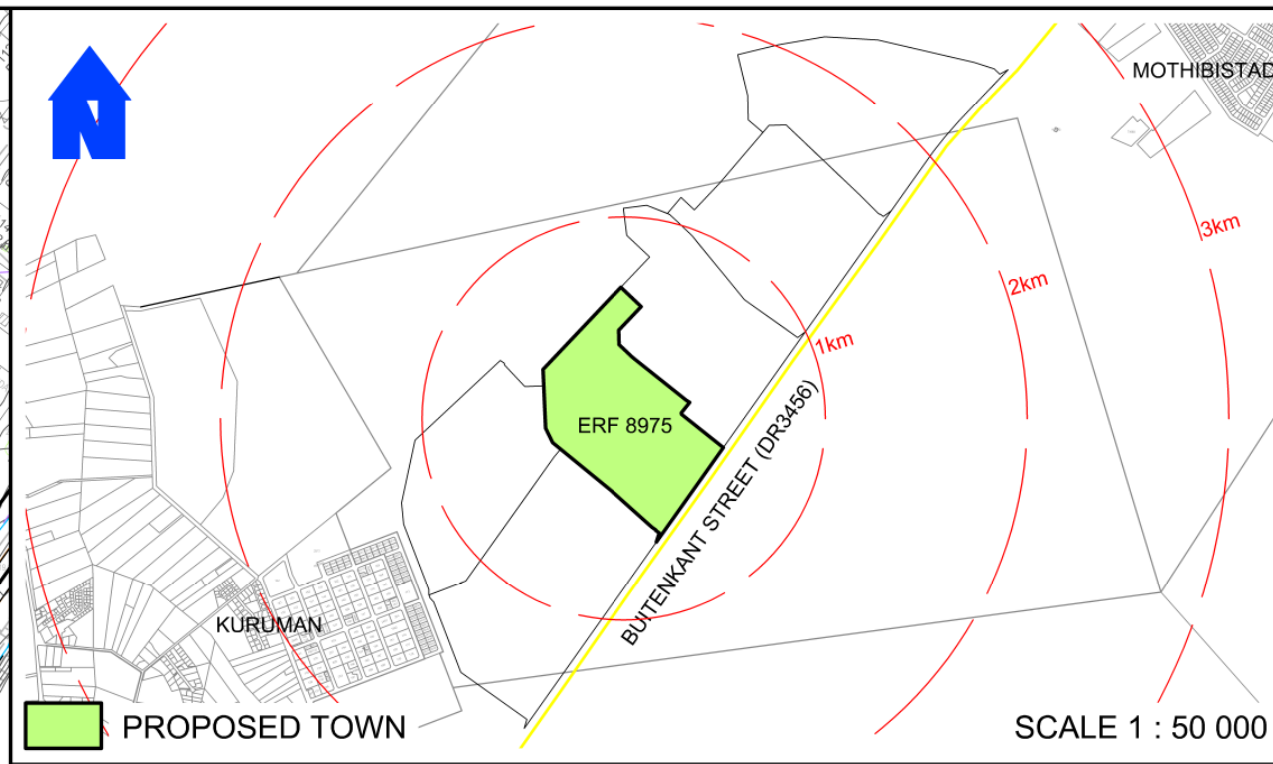 N
MOTHIBISTAD
3km
2km
1km
ERF 8975
BUITENKANT STREET (DR3456)
KURUMAN
PROPOSED TOWN
SCALE 1 : 50 000